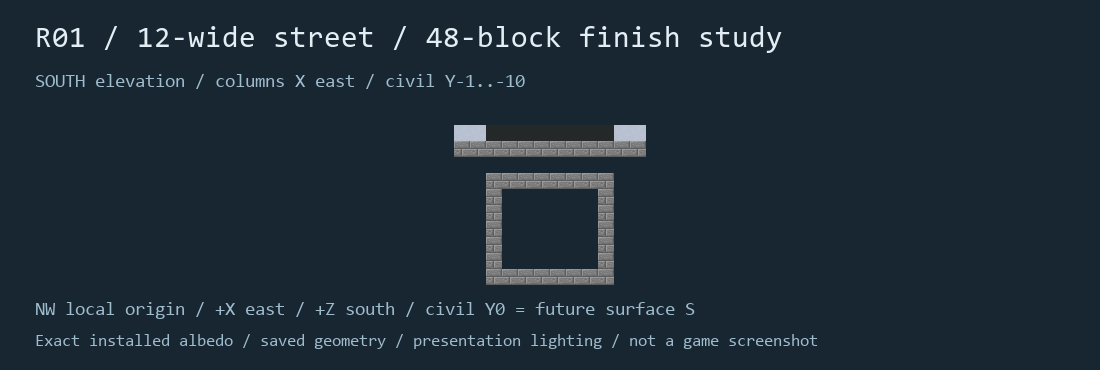 R01 / 12-wide street / 48-block finish study
SOUTH elevation / columns X east / civil Y-1..-10
NW local origin / +X east / +Z south / civil Y0 = future surface S
Exact installed albedo / saved geometry / presentation lighting / not a game screenshot